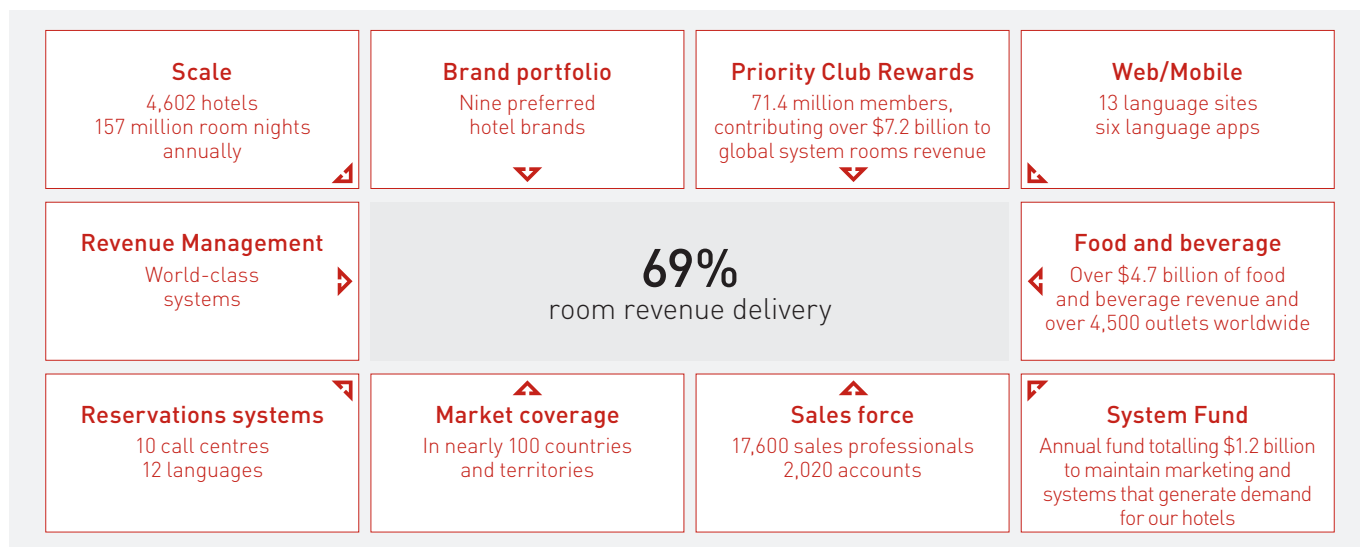 Scale
4,602 hotels
157 million room nights
annually
Brand portfolio
Nine preferred
hotel brands
Priority Club Rewards
71.4 million members,
contributing over $7.2 billion to
global system rooms revenue
Web/Mobile
13 language sites
six language apps
Revenue Management
World-class
systems
69%
room revenue delivery
Food and beverage
Over $4.7 billion of food
and beverage revenue and
over 4,500 outlets worldwide
Reservations systems
10 call centres
12 languages
Market coverage
In nearly 100 countries
and territories
Sales force
17,600 sales professionals
2,020 accounts
System Fund
Annual fund totalling $1.2 billion
to maintain marketing and
systems that generate demand
for our hotels